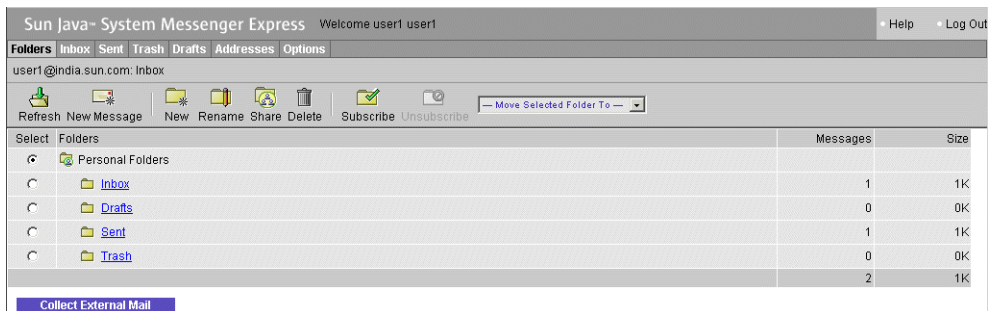 Sun Java™ System Messenger Express Welcome user1 user1 Help Log Out
Folders Inbox Sent Trash Drafts Addresses Options
user1@india.sun.com: Inbox
Refresh New Message New Rename Share Delete Subscribe Unsubscribe — Move Selected Folder To —
Select Folders Messages Size
Personal Folders
Inbox 1 1K
Drafts 0 0K
Sent 1 1K
Trash 0 0K
2 1K
Collect External Mail